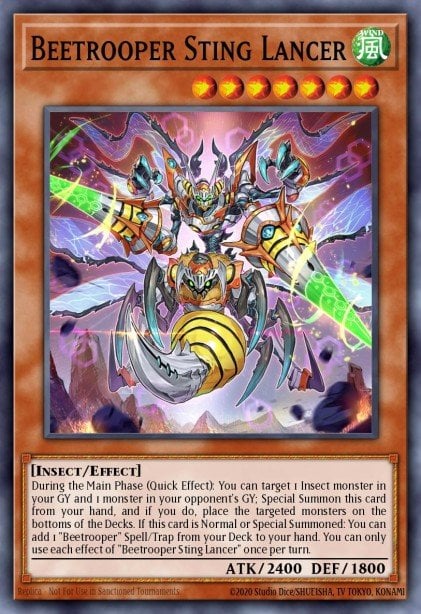 Beetrooper Sting Lancer
WIND
風
[Insect/Effect]
During the Main Phase (Quick Effect): You can target 1 Insect monster in
your GY and 1 monster in your opponent's GY; Special Summon this card
from your hand, and if you do, place the targeted monsters on the
bottoms of the Decks. If this card is Normal or Special Summoned: You can
add 1 "Beetrooper" Spell/Trap from your Deck to your hand. You can only
use each effect of "Beetrooper Sting Lancer" once per turn.
ATK/2400 DEF/1800
Replica - Not For Use in Sanctioned Tournaments
©2020 Studio Dice/SHUEISHA, TV TOKYO, KONAMI